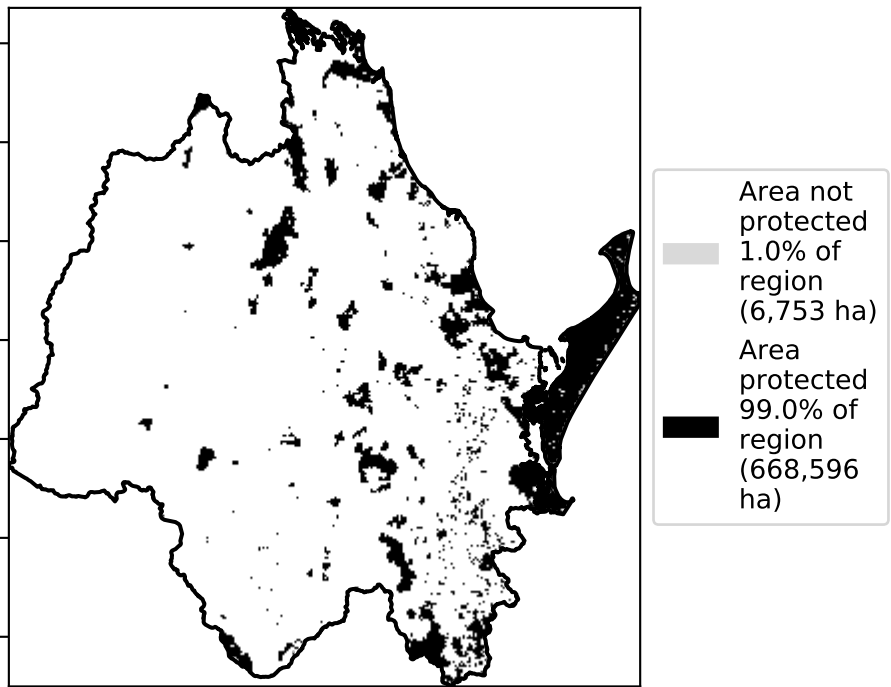 Area not
protected
1.0% of
region
(6,753 ha)
Area
protected
99.0% of
region
(668,596
ha)